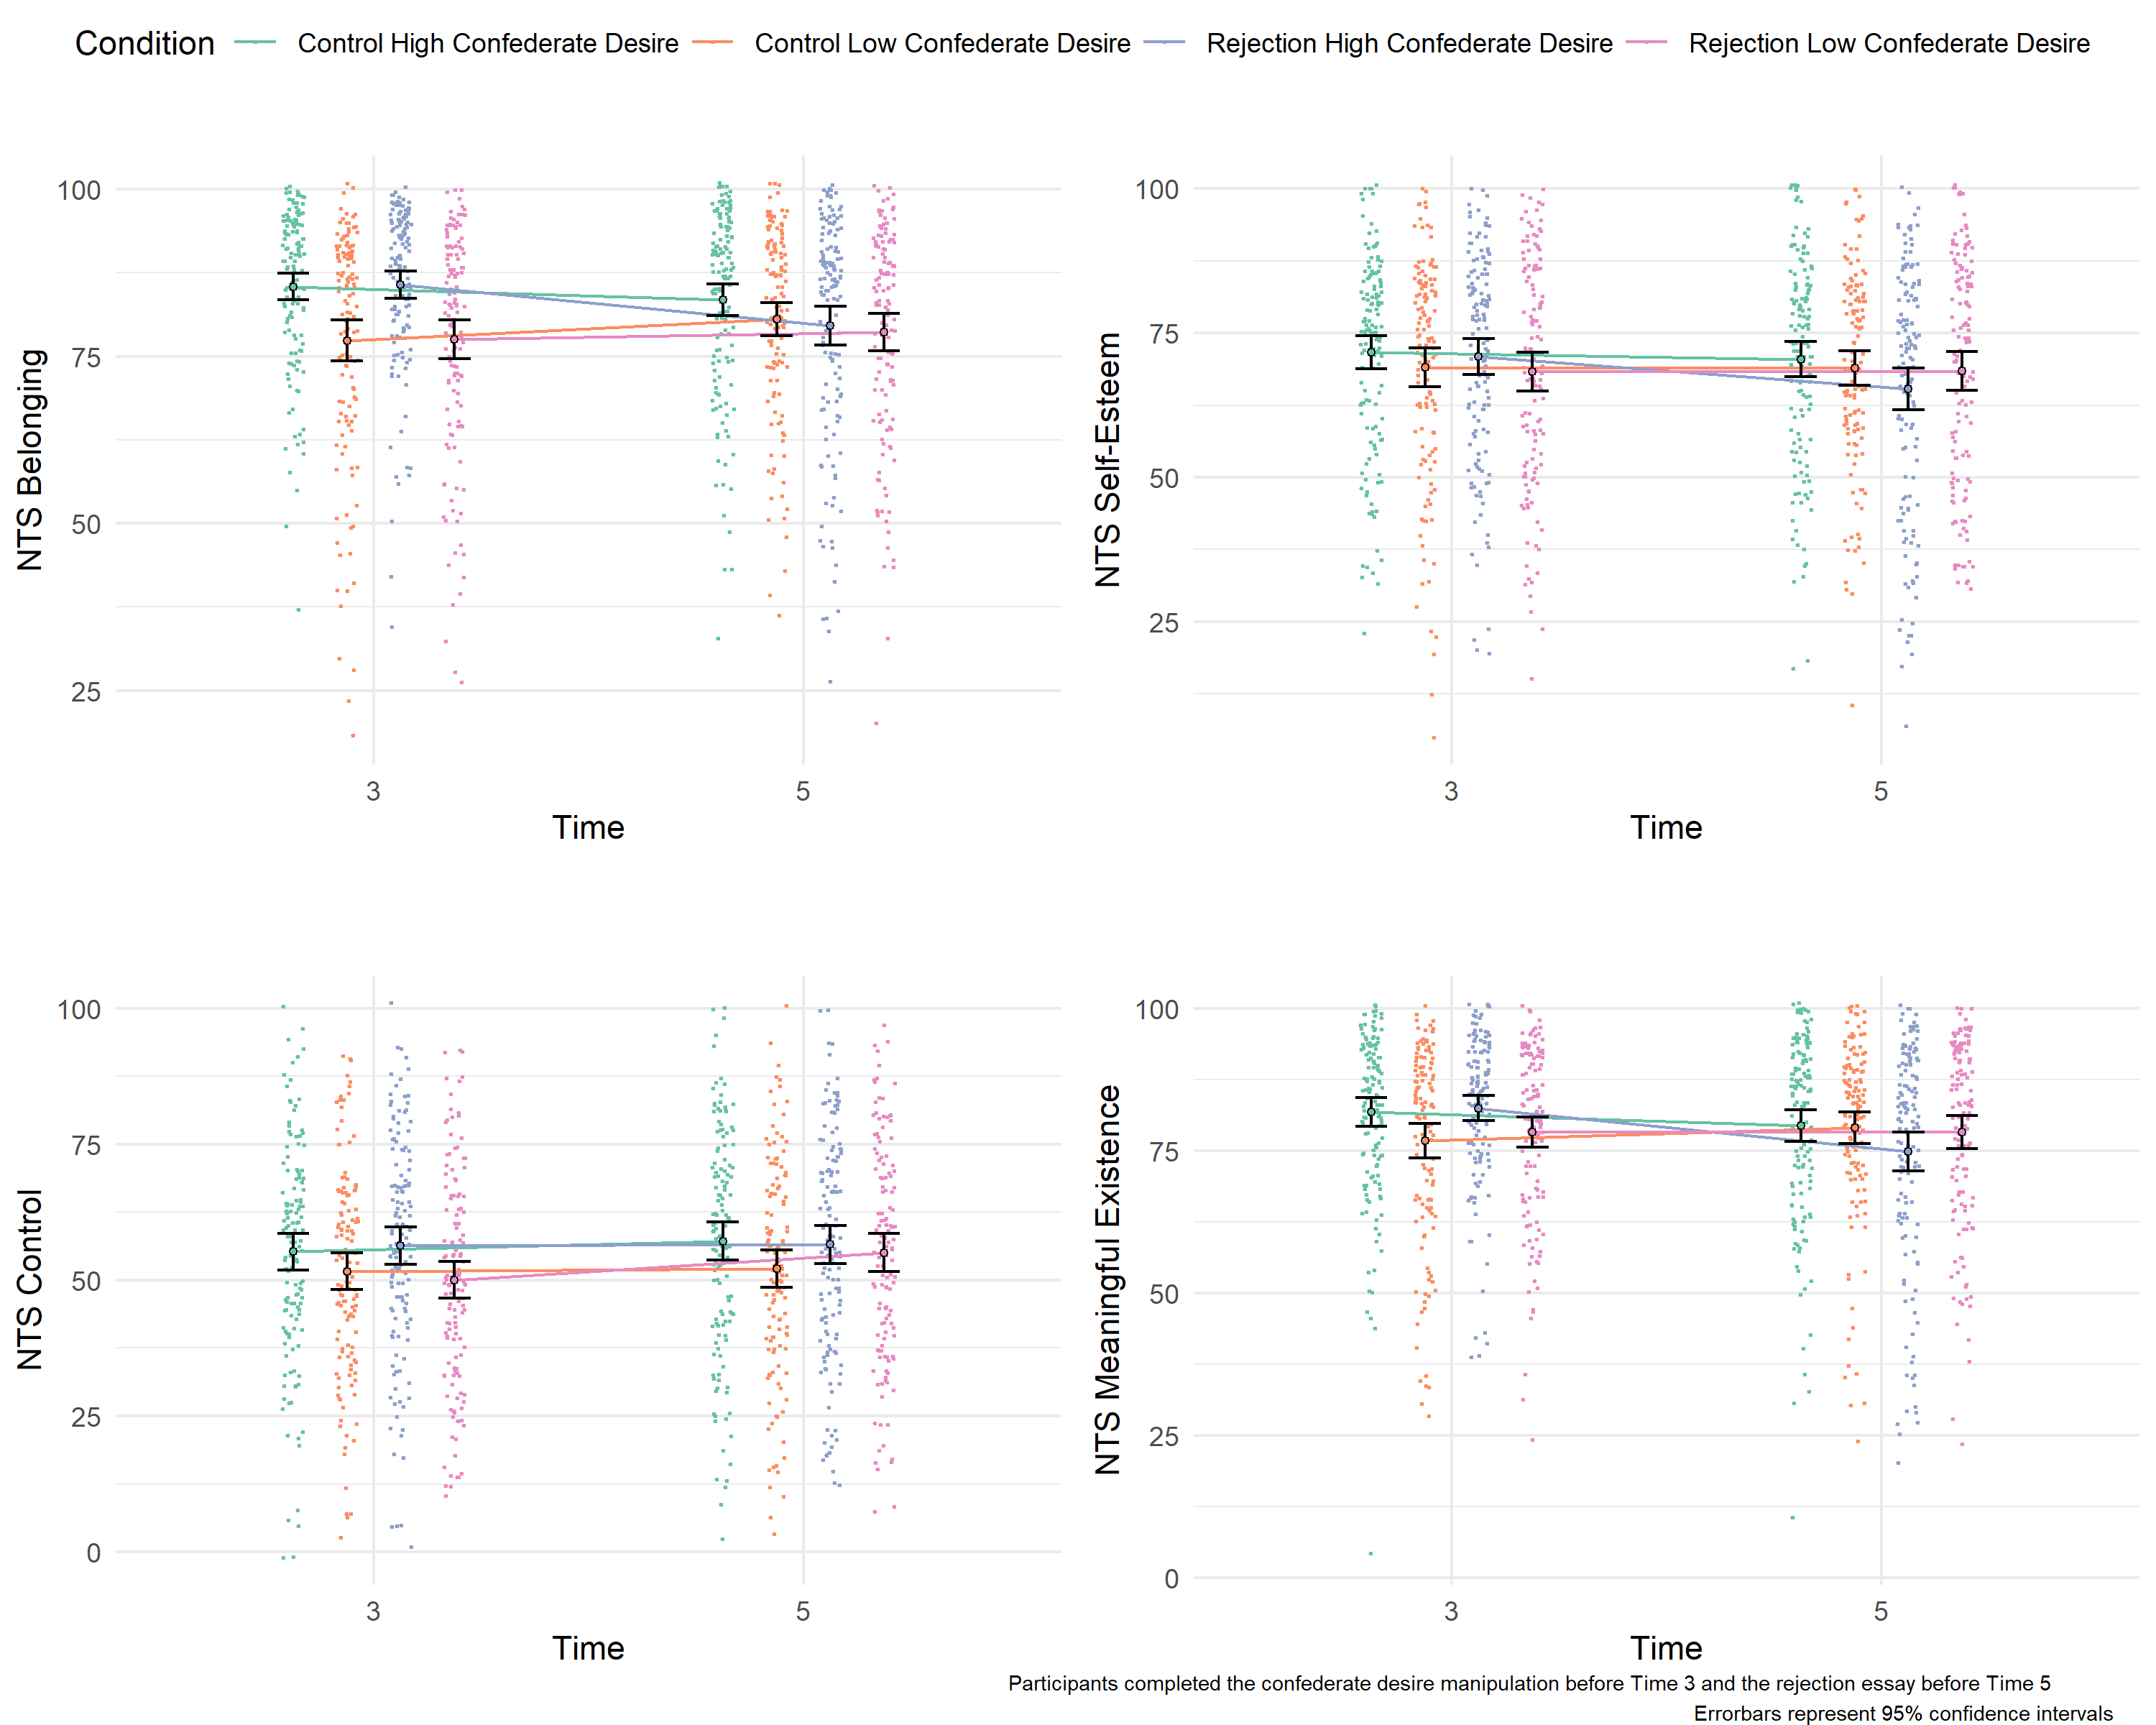 Condition Control High Confederate Desire Control Low Confederate Desire Rejection High Confederate Desire Rejection Low Confederate Desire
NTS Belonging
100
75
50
25
3 5
Time
NTS Self-Esteem
100
75
50
25
3 5
Time
NTS Control
100
75
50
25
0
3 5
Time
NTS Meaningful Existence
100
75
50
25
0
3 5
Time
Participants completed the confederate desire manipulation before Time 3 and the rejection essay before Time 5
Errorbars represent 95% confidence intervals